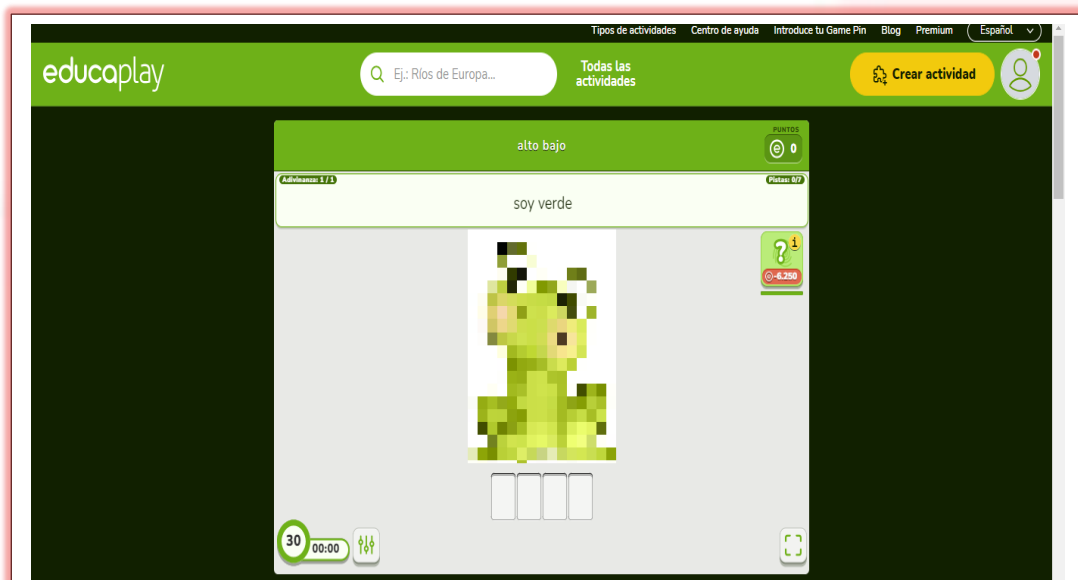 Tipos de actividades Centro de ayuda Introduce tu Game Pin Blog Premium Español
educaplay
Ej.: Ríos de Europa...
Todas las
actividades
Crear actividad
alto bajo
PUNTOS
0
Adivinanza: 1 / 1
Pistas: 0/7
soy verde
?
i
-6.250
30
00:00